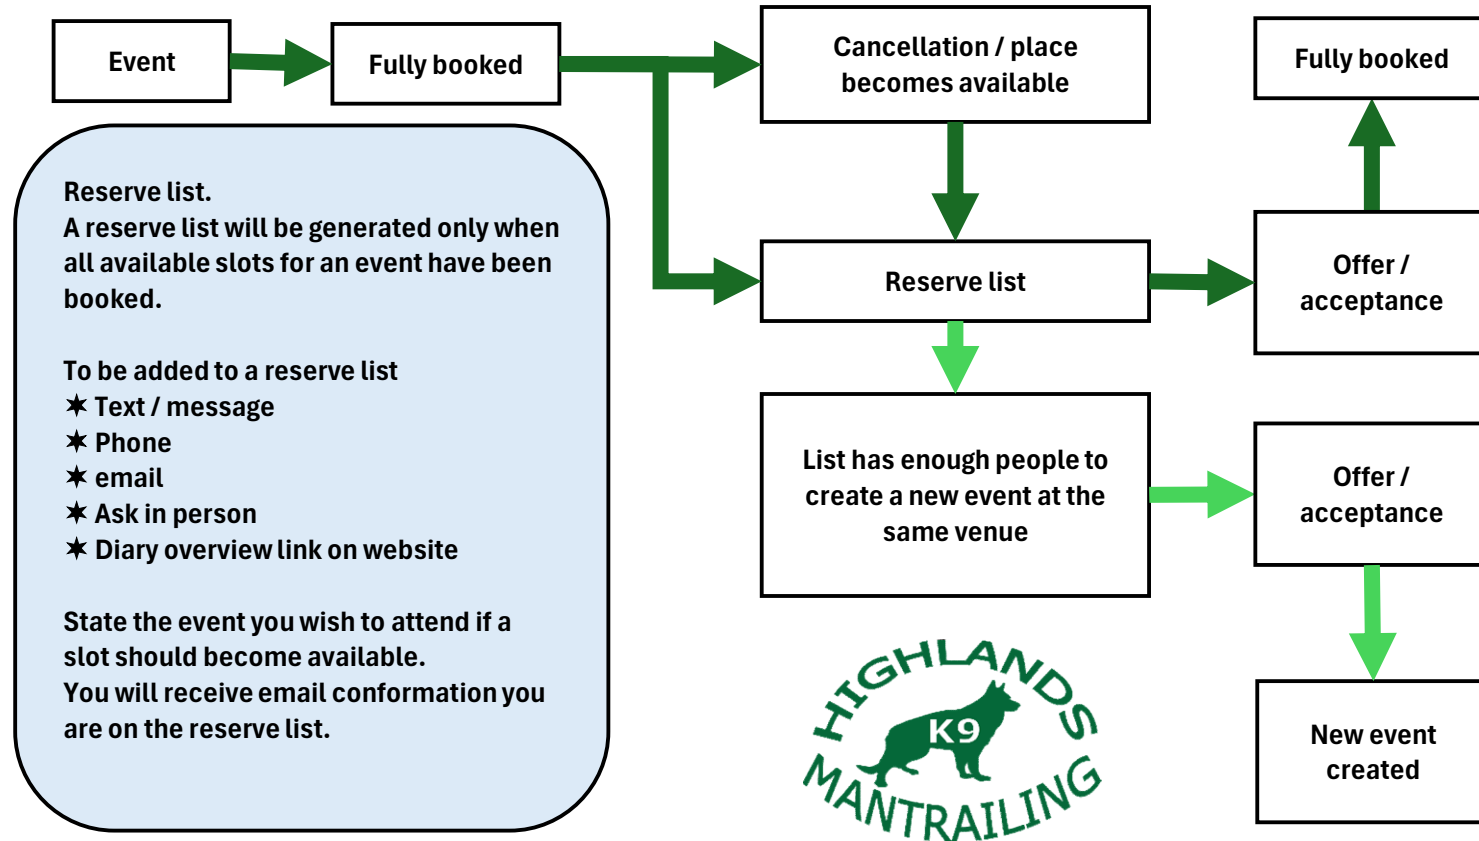 Event
Fully booked
Cancellation / place
becomes available
Fully booked
Reserve list.
A reserve list will be generated only when
all available slots for an event have been
booked.
To be added to a reserve list
✶ Text / message
✶ Phone
✶ email
✶ Ask in person
✶ Diary overview link on website
State the event you wish to attend if a
slot should become available.
You will receive email conformation you
are on the reserve list.
Reserve list
Offer /
acceptance
List has enough people to
create a new event at the
same venue
Offer /
acceptance
New event
created
HIGHLANDS
K9
MANTRAILING